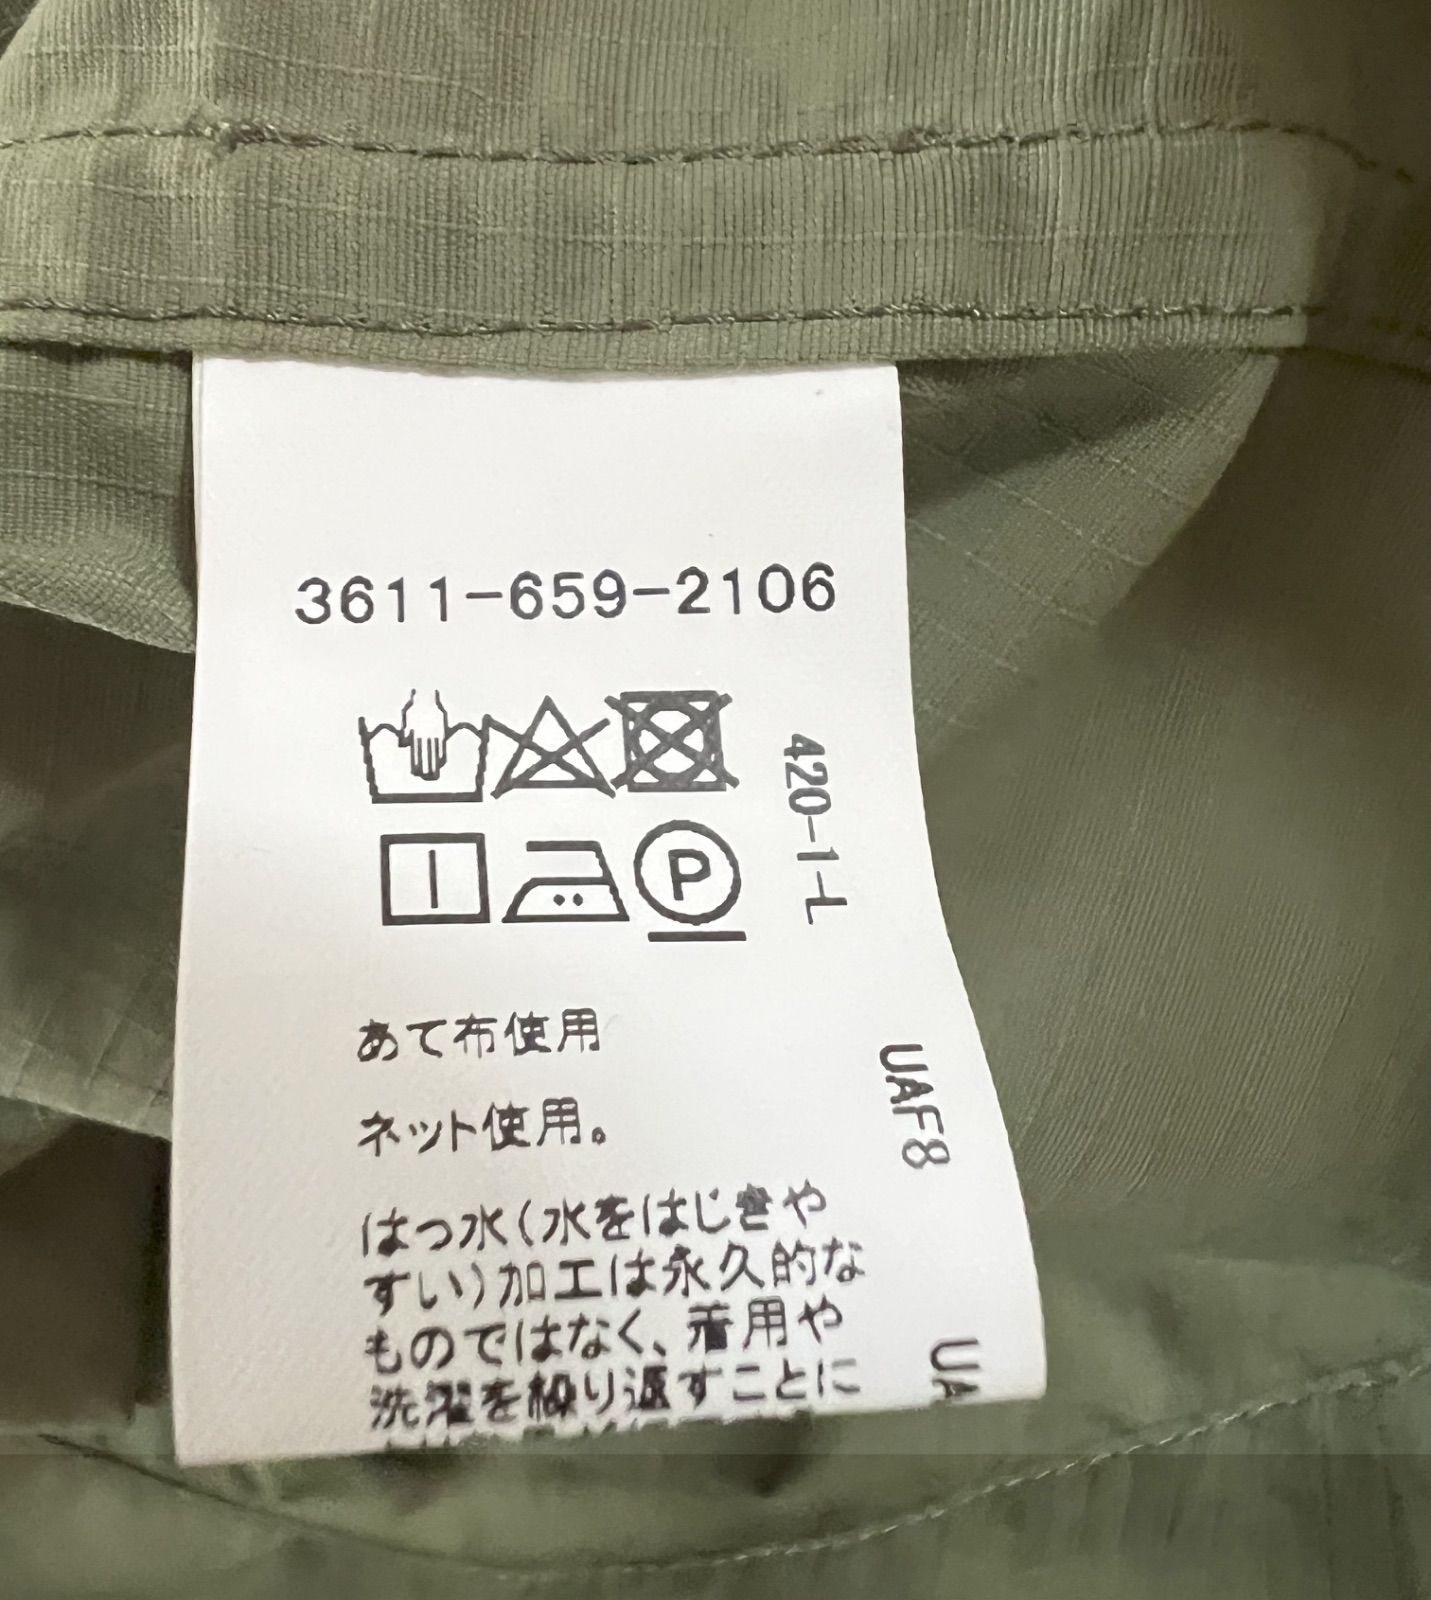 3611-659-2106
P
420-1-L
あて布使用
ネット使用。
はっ水(水をはじきや
すい)加工は永久的な
ものではなく、着用や
洗濯を繰り返すことに
UAF8
UA